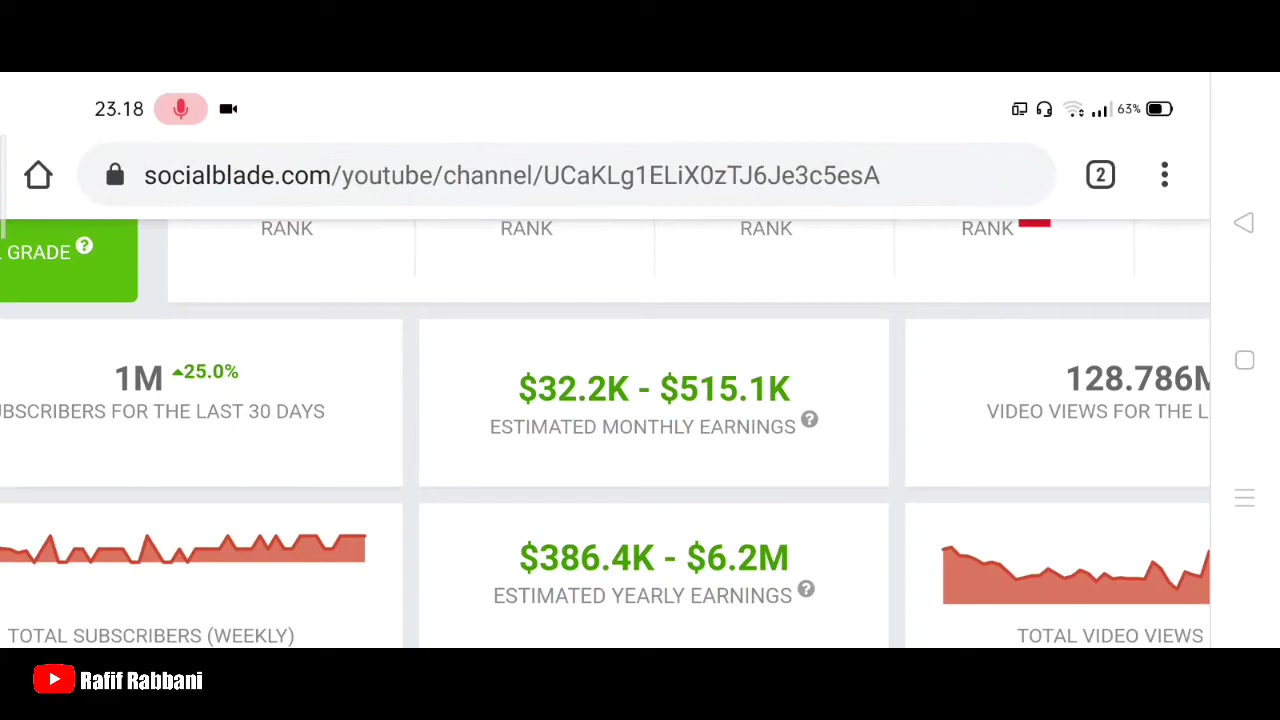 23.18
63%
socialblade.com/youtube/channel/UCaKLg1ELiX0zTJ6Je3c5esA
2
GRADE ?
RANK
RANK
RANK
RANK
1M 25.0%
UBSCRIBERS FOR THE LAST 30 DAYS
$32.2K - $515.1K
ESTIMATED MONTHLY EARNINGS ?
128.786M
VIDEO VIEWS FOR THE L
$386.4K - $6.2M
ESTIMATED YEARLY EARNINGS ?
TOTAL SUBSCRIBERS (WEEKLY)
TOTAL VIDEO VIEWS
Rafif Rabbani